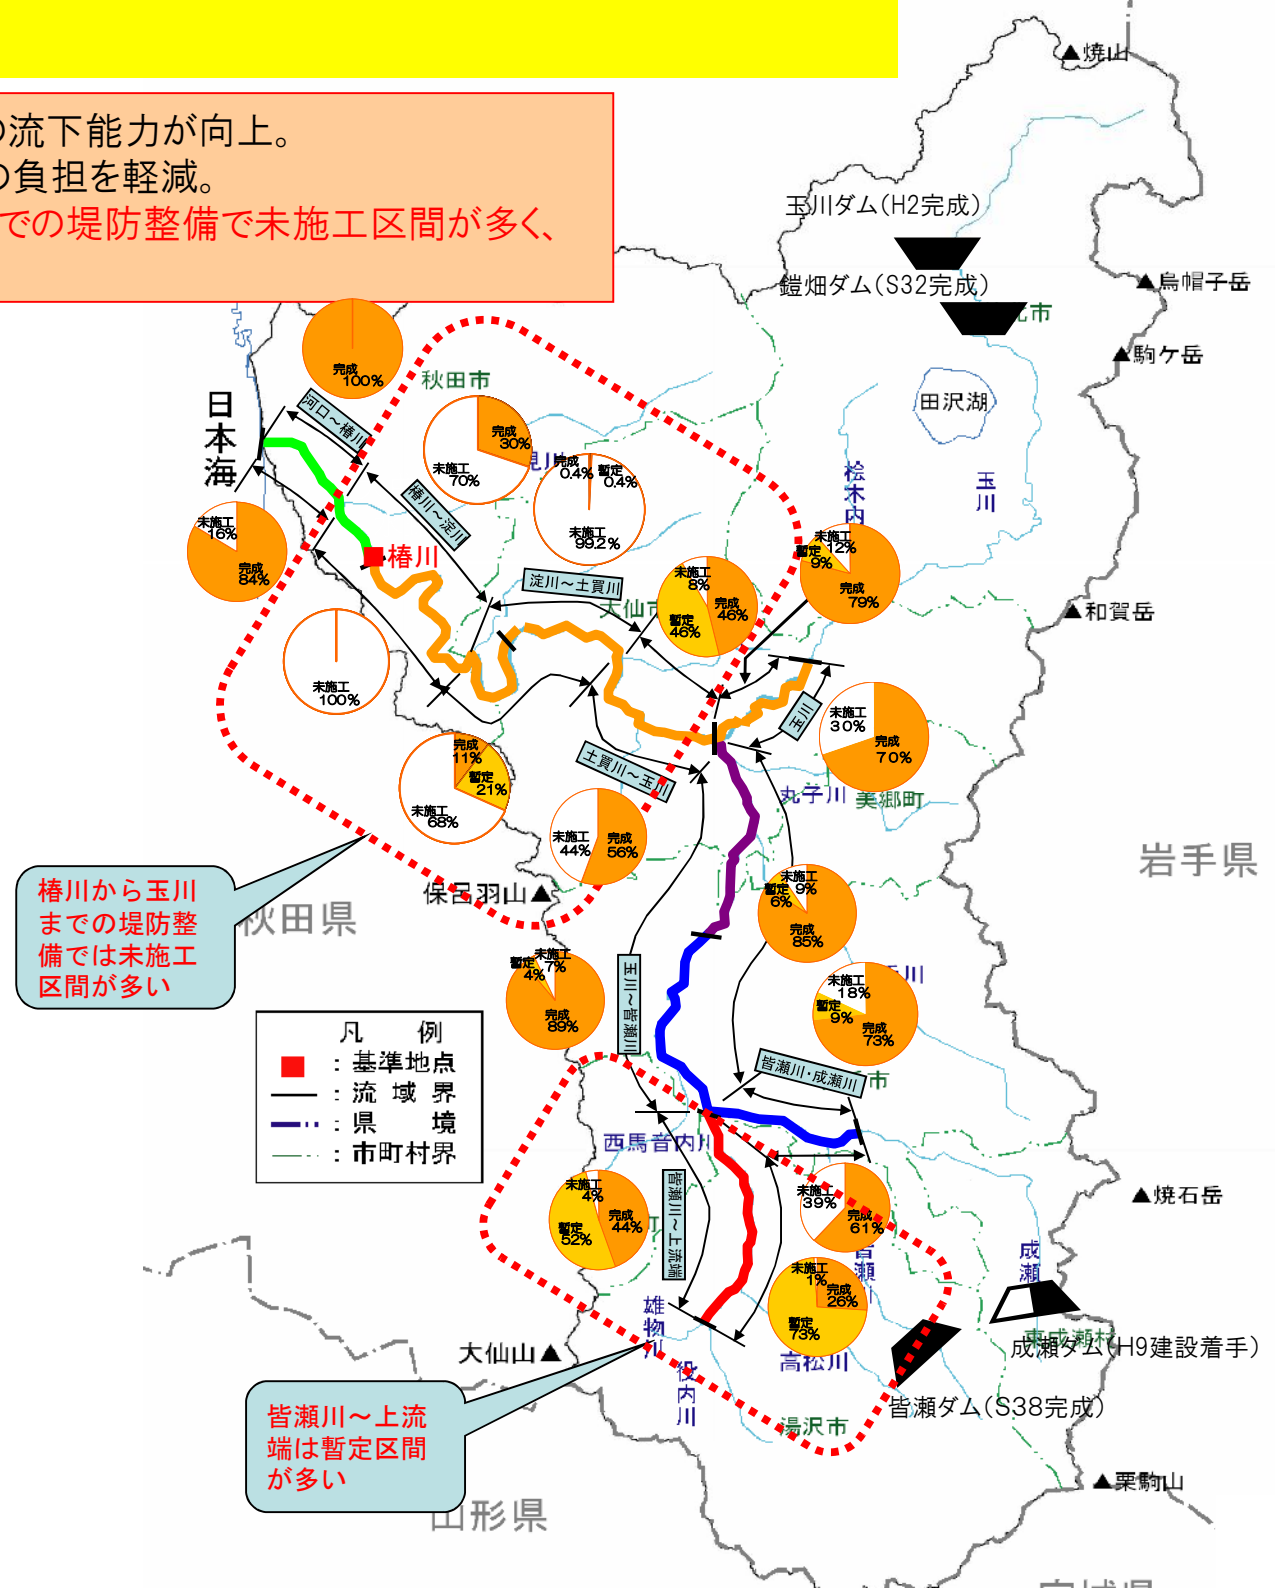 の流下能力が向上。
の負担を軽減。
での堤防整備で未施工区間が多く、
▲焼山
玉川ダム(H2完成)
鎧畑ダム(S32完成)
市
▲烏帽子岳
▲駒ケ岳
田沢湖
玉川
桧木内
▲和賀岳
日本海
秋田市
完成
100%
河口～椿川
未施工
16%
完成
84%
椿川
椿川～淀川
完成
30%
未施工
70%
見川
完成
0.4%
暫定
0.4%
未施工
99.2%
淀川～土買川
大仙市
未施工
8%
完成
46%
暫定
46%
未施工
12%
暫定
9%
完成
79%
未施工
100%
玉川
未施工
30%
完成
70%
完成
11%
暫定
21%
未施工
68%
土買川～玉川
未施工
44%
完成
56%
丸子川
美郷町
岩手県
椿川から玉川
までの堤防整
備では未施工
区間が多い
秋田県
保呂羽山▲
未施工
9%
暫定
6%
完成
85%
未施工
7%
暫定
4%
完成
89%
玉川～皆瀬川
川
未施工
18%
暫定
9%
完成
73%
凡 例
: 基準地点
: 流 域 界
: 県 境
: 市町村界
皆瀬川・成瀬川
市
西馬音内川
皆瀬川～上流端
未施工
4%
完成
44%
暫定
52%
町
未施工
39%
完成
61%
皆瀬川
未施工
1%
完成
26%
暫定
73%
▲焼石岳
成瀬
東成瀬村
成瀬ダム(H9建設着手)
皆瀬ダム(S38完成)
雄物川
役内川
高松川
湯沢市
大仙山▲
皆瀬川～上流
端は暫定区間
が多い
山形県
▲栗駒山
宮城県